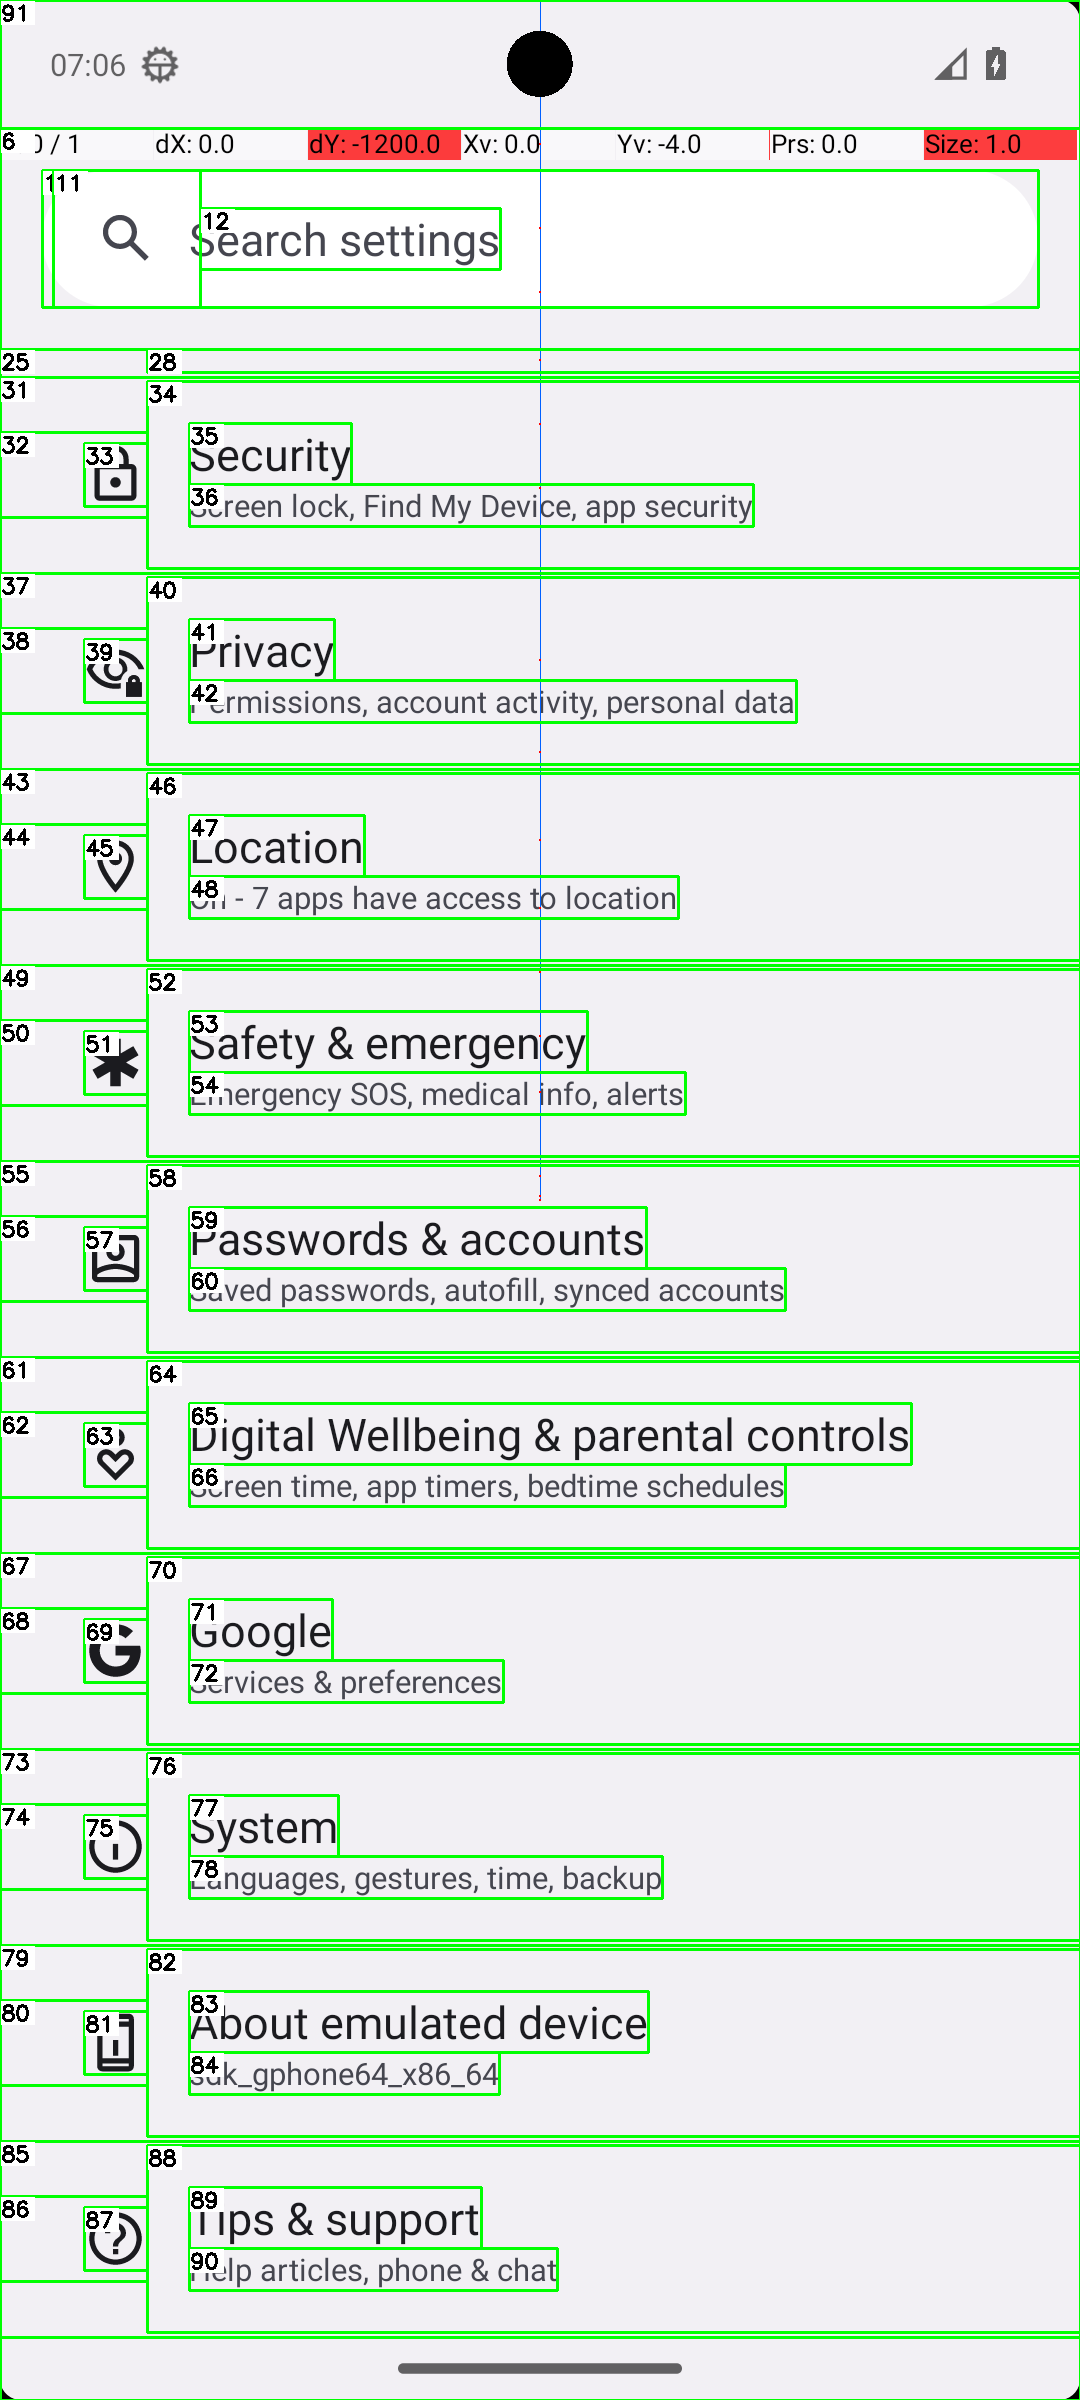 91
07:06
6 0 / 1 dX: 0.0 dY: -1200.0 Xv: 0.0 Yv: -4.0 Prs: 0.0 Size: 1.0
111
12
Search settings
25 28
31 34
32 33 35
Security
36
Screen lock, Find My Device, app security
37 40
38 39 41
Privacy
42
Permissions, account activity, personal data
43 46
44 45 47
Location
48
On - 7 apps have access to location
49 52
50 51 53
Safety & emergency
54
Emergency SOS, medical info, alerts
55 58
56 57 59
Passwords & accounts
60
Saved passwords, autofill, synced accounts
61 64
62 63 65
Digital Wellbeing & parental controls
66
Screen time, app timers, bedtime schedules
67 70
68 69 71
Google
72
Services & preferences
73 76
74 75 77
System
78
Languages, gestures, time, backup
79 82
80 81 83
About emulated device
84
sdk_gphone64_x86_64
85 88
86 87 89
Tips & support
90
Help articles, phone & chat